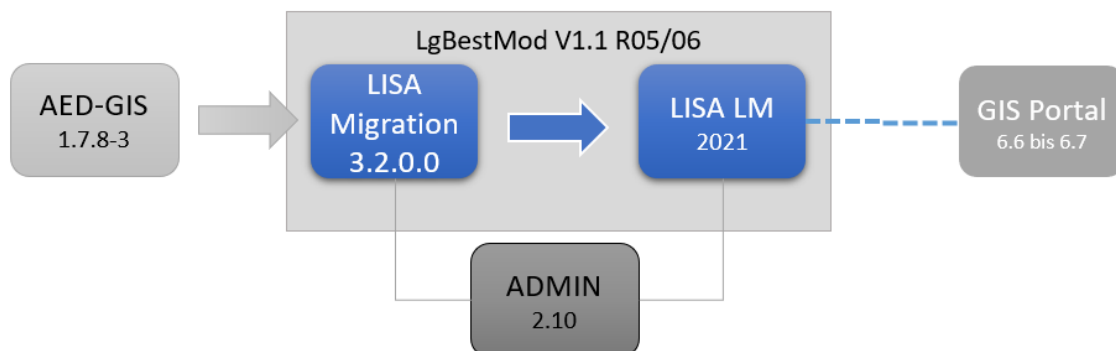 LgBestMod V1.1 R05/06
AED-GIS
1.7.8-3
LISA
Migration
3.2.0.0
LISA LM
2021
GIS Portal
6.6 bis 6.7
ADMIN
2.10